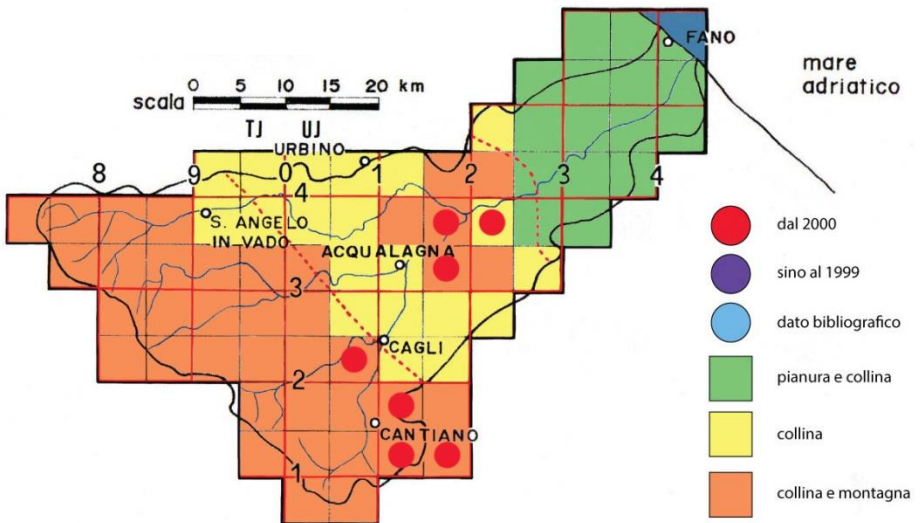 FANO
mare
adriatico
0 5 10 15 20 km
scala
TJ UJ
URBINO
8 9 0 1 2 3 4
4
S. ANGELO
IN VADO
ACQUALAGNA
3
CAGLI
2
CANTIANO
1
dal 2000
sino al 1999
dato bibliografico
pianura e collina
collina
collina e montagna